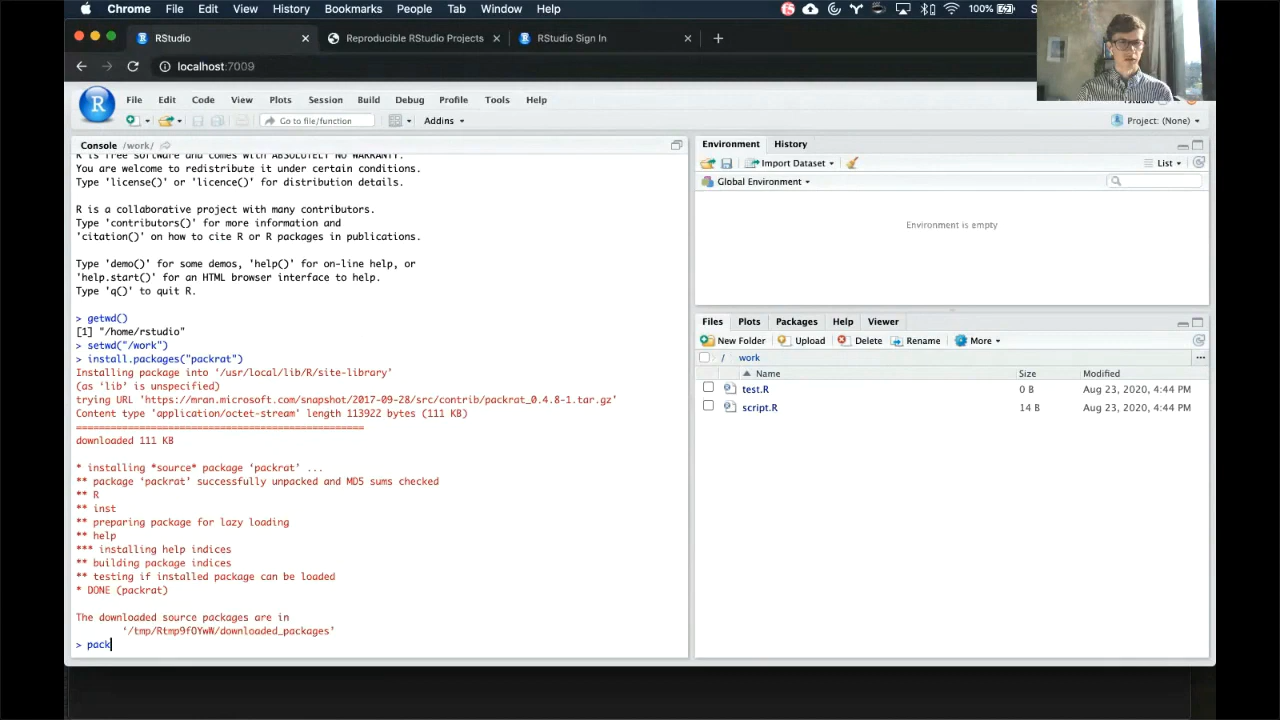 Chrome File Edit View History Bookmarks People Tab Window Help 100%
RStudio Reproducible RStudio Projects RStudio Sign In
localhost:7009
R File Edit Code View Plots Session Build Debug Profile Tools Help
Go to file/function Addins Project: (None)
Console /work/
R is free software and comes with ABSOLUTELY NO WARRANTY.
You are welcome to redistribute it under certain conditions.
Type 'license()' or 'licence()' for distribution details.
R is a collaborative project with many contributors.
Type 'contributors()' for more information and
'citation()' on how to cite R or R packages in publications.
Type 'demo()' for some demos, 'help()' for on-line help, or
'help.start()' for an HTML browser interface to help.
Type 'q()' to quit R.
> getwd()
[1] "/home/rstudio"
> setwd("/work")
> install.packages("packrat")
Installing package into ‘/usr/local/lib/R/site-library’
(as ‘lib’ is unspecified)
trying URL 'https://mran.microsoft.com/snapshot/2017-09-28/src/contrib/packrat_0.4.8-1.tar.gz'
Content type 'application/octet-stream' length 113922 bytes (111 KB)
==================================================
downloaded 111 KB
* installing *source* package ‘packrat’ ...
** package ‘packrat’ successfully unpacked and MD5 sums checked
** R
** inst
** preparing package for lazy loading
** help
*** installing help indices
** building package indices
** testing if installed package can be loaded
* DONE (packrat)
The downloaded source packages are in
‘/tmp/Rtmp9fOYwW/downloaded_packages’
> pack
Environment History
Import Dataset List
Global Environment
Environment is empty
Files Plots Packages Help Viewer
New Folder Upload Delete Rename More
/ work
Name Size Modified
test.R 0 B Aug 23, 2020, 4:44 PM
script.R 14 B Aug 23, 2020, 4:44 PM